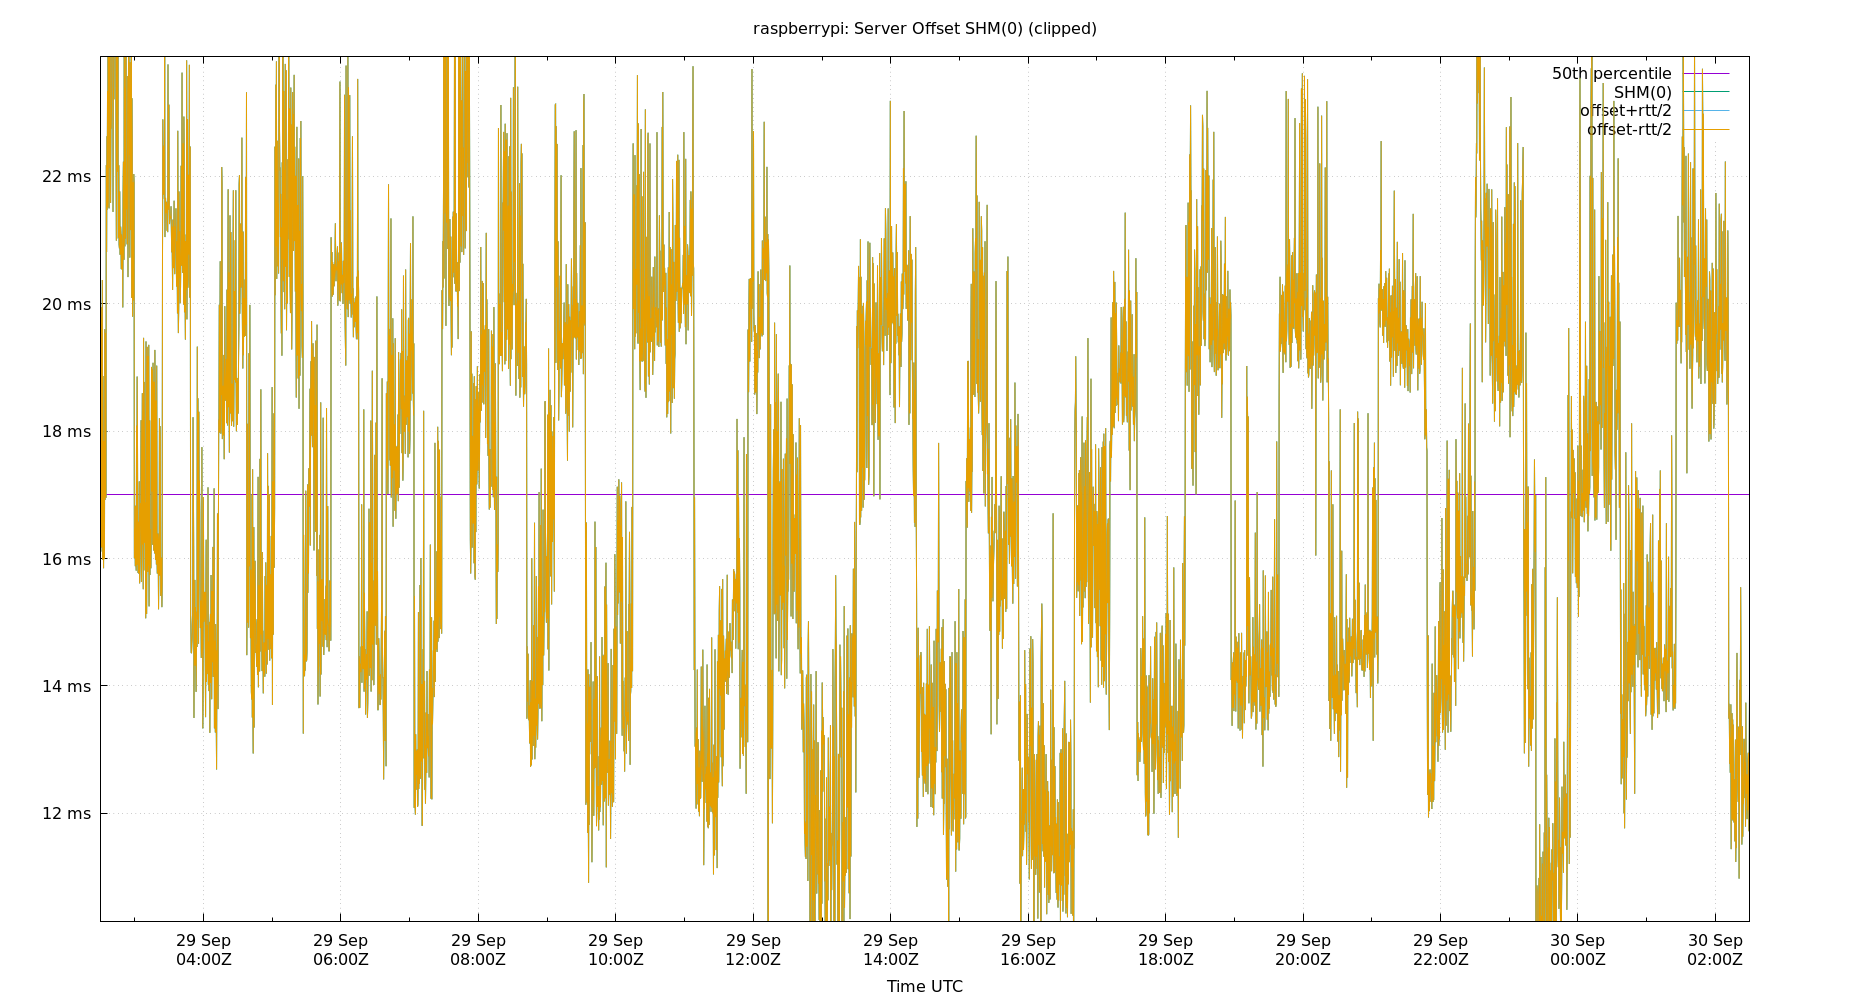 raspberrypi: Server Offset SHM(0) (clipped)
50th percentile
SHM(0)
offset+rtt/2
offset-rtt/2
22 ms
20 ms
18 ms
16 ms
14 ms
12 ms
29 Sep 29 Sep 29 Sep 29 Sep 29 Sep 29 Sep 29 Sep 29 Sep 29 Sep 29 Sep 30 Sep 30 Sep
04:00Z 06:00Z 08:00Z 10:00Z 12:00Z 14:00Z 16:00Z 18:00Z 20:00Z 22:00Z 00:00Z 02:00Z
Time UTC